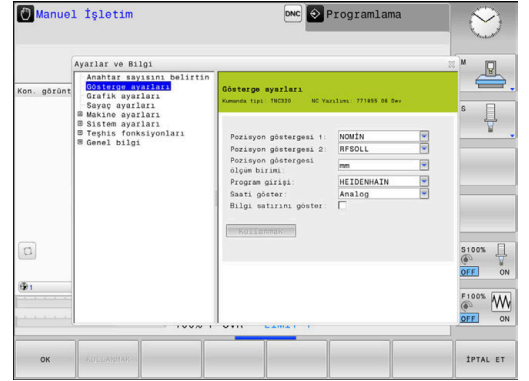 Manuel İşletim
DNC
Programlama
Ayarlar ve Bilgi
Kon. görünt
Anahtar sayısını belirtin
Gösterge ayarları
Grafik ayarları
Sayaç ayarları
Makine ayarları
Sistem ayarları
Teşhis fonksiyonları
Genel bilgi
Gösterge ayarları
Kumanda tipi: TNC320 NC Yazılımı: 771855 06 Dev
Pozisyon göstergesi 1: NOMİN
Pozisyon göstergesi 2: RFSOLL
Pozisyon göstergesi
ölçüm birimi: mm
Program girişi: HEIDENHAIN
Saati göster: Analog
Bilgi satırını göster:
Kullanmak
M
S
S100%
OFF ON
F100%
OFF ON
1
OK
KULLANMAK
İPTAL ET